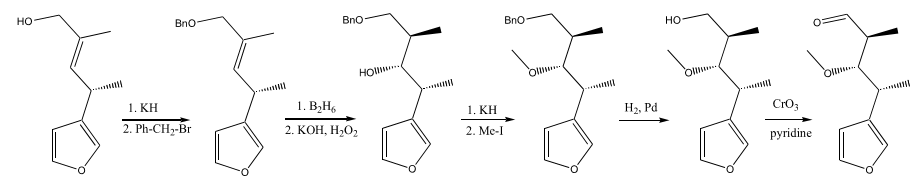 HO
O
1. KH
2. Ph-CH2-Br
BnO
O
1. B2H6
2. KOH, H2O2
BnO
HO
O
1. KH
2. Me-I
BnO
O
O
H2, Pd
HO
O
O
CrO3
pyridine
O
O
O